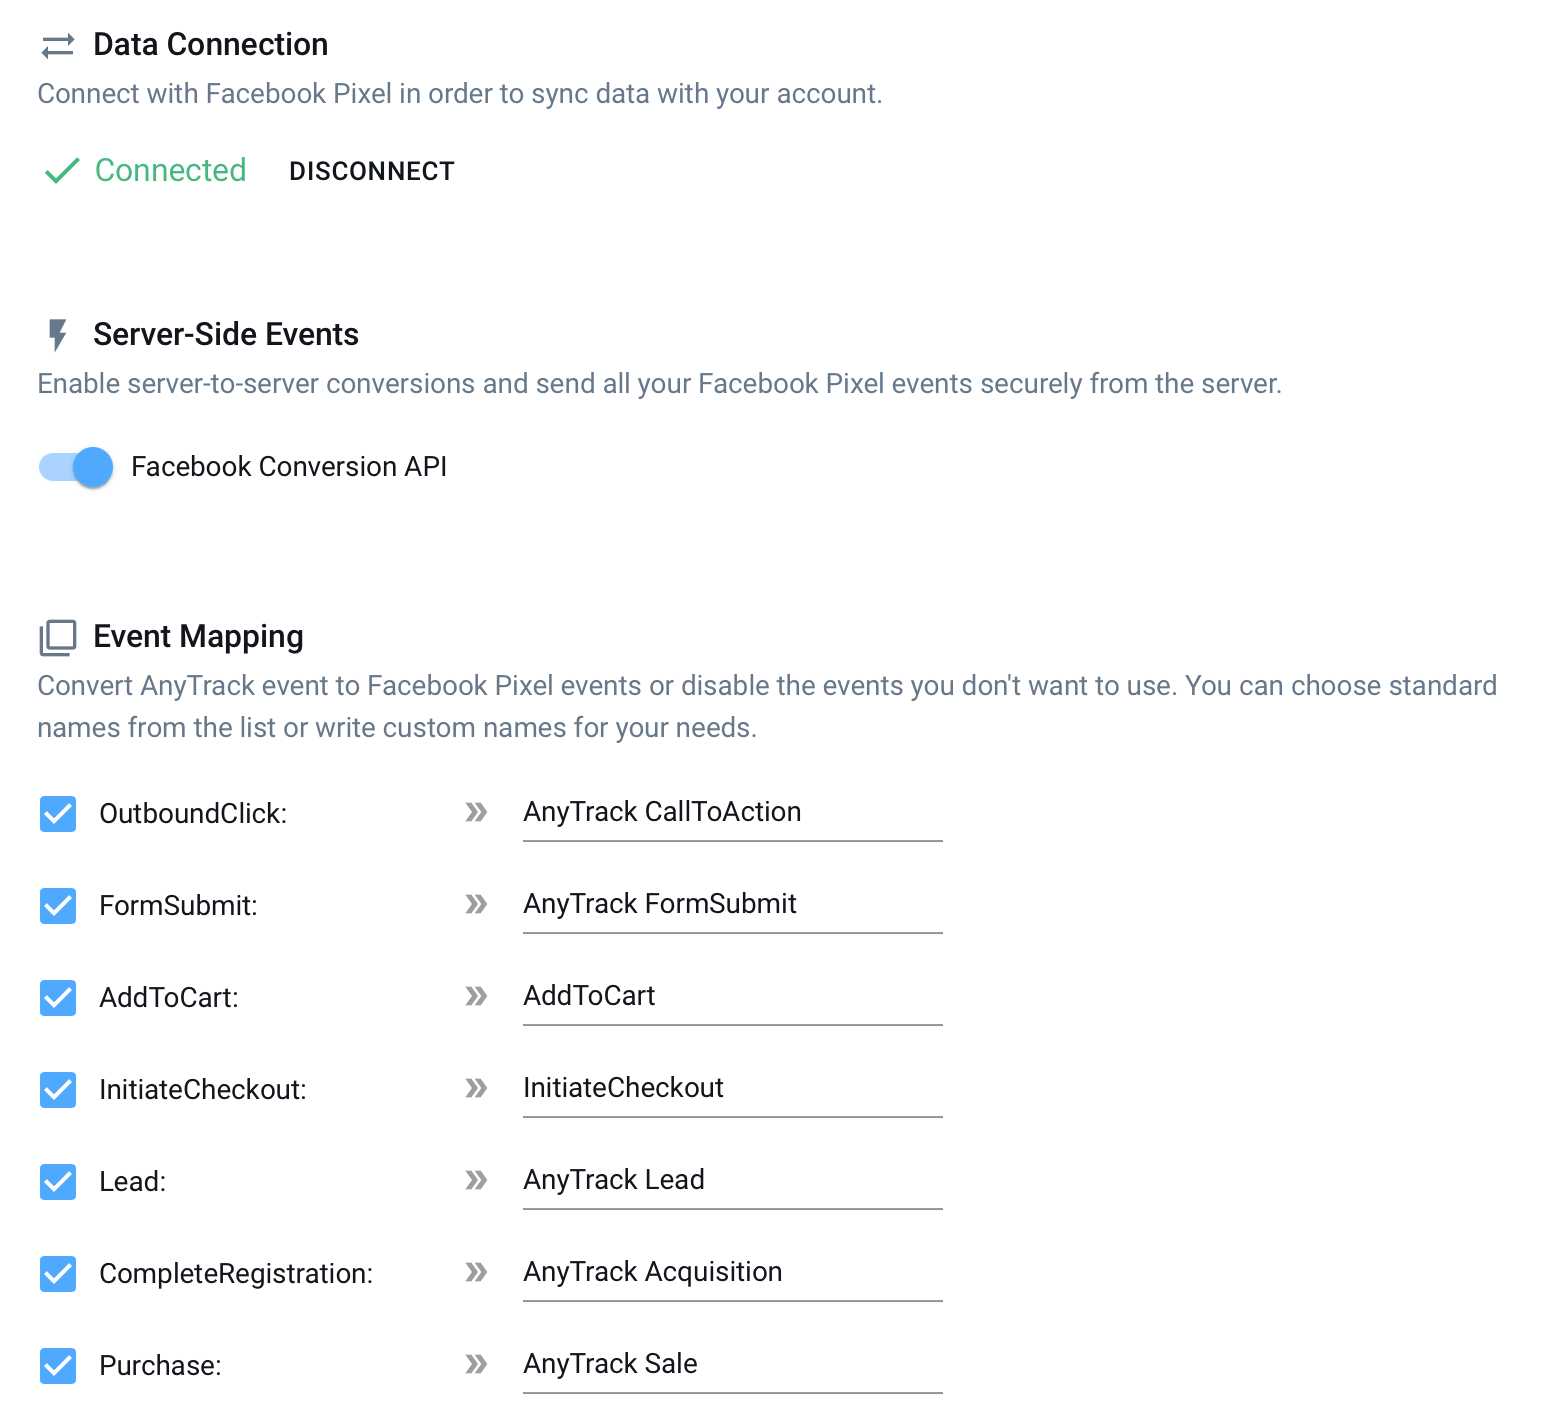 Data Connection
Connect with Facebook Pixel in order to sync data with your account.
Connected DISCONNECT
Server-Side Events
Enable server-to-server conversions and send all your Facebook Pixel events securely from the server.
Facebook Conversion API
Event Mapping
Convert AnyTrack event to Facebook Pixel events or disable the events you don't want to use. You can choose standard
names from the list or write custom names for your needs.
OutboundClick: » AnyTrack CallToAction
FormSubmit: » AnyTrack FormSubmit
AddToCart: » AddToCart
InitiateCheckout: » InitiateCheckout
Lead: » AnyTrack Lead
CompleteRegistration: » AnyTrack Acquisition
Purchase: » AnyTrack Sale